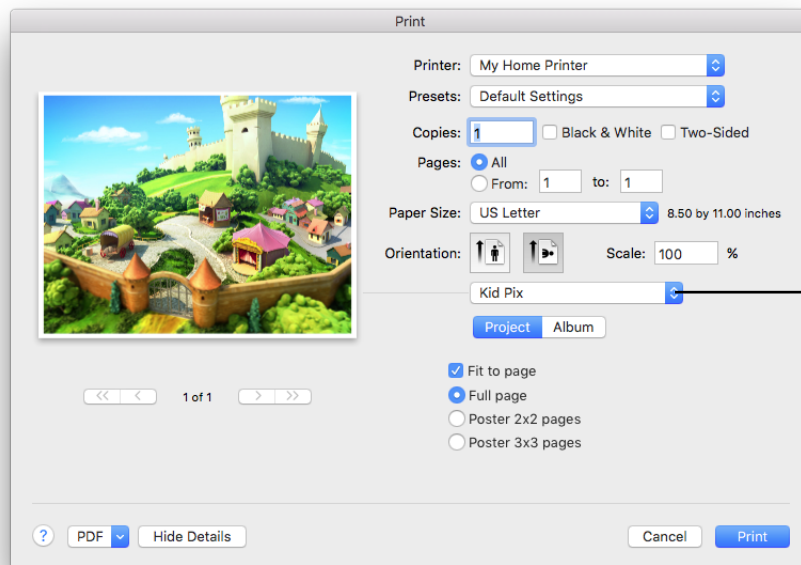 Print
Printer: My Home Printer
Presets: Default Settings
Copies: 1 Black & White Two-Sided
Pages: All
From: 1 to: 1
Paper Size: US Letter 8.50 by 11.00 inches
Orientation: Scale: 100 %
Kid Pix
Project Album
Fit to page
Full page
Poster 2x2 pages
Poster 3x3 pages
1 of 1
? PDF Hide Details Cancel Print